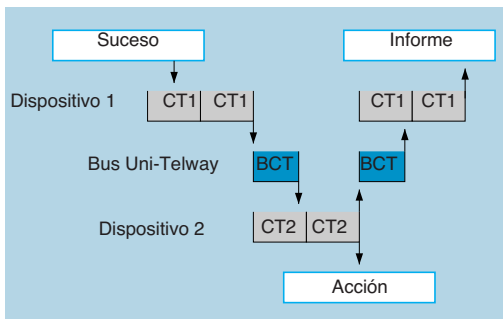 Suceso Informe
Dispositivo 1 CT1 CT1 CT1 CT1
Bus Uni-Telway BCT BCT
Dispositivo 2 CT2 CT2
Acción